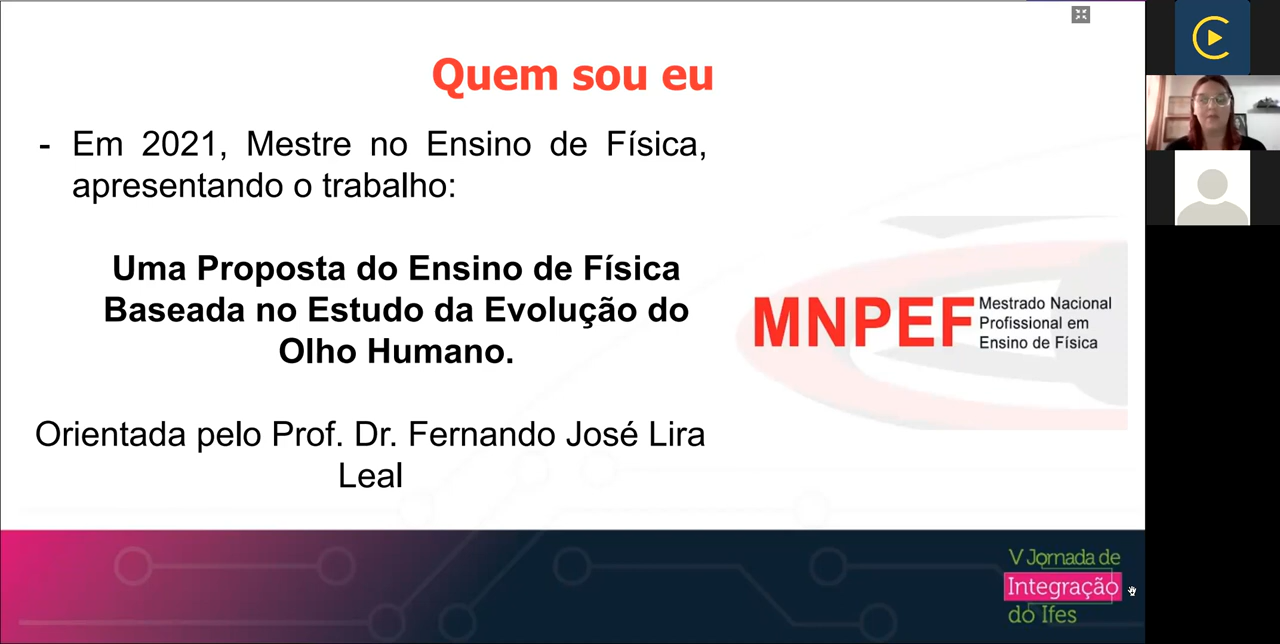 Quem sou eu
- Em 2021, Mestre no Ensino de Física,
apresentando o trabalho:
Uma Proposta do Ensino de Física
Baseada no Estudo da Evolução do
Olho Humano.
Orientada pelo Prof. Dr. Fernando José Lira
Leal
MNPEF
Mestrado Nacional
Profissional em
Ensino de Física
V Jornada de
Integração
do Ifes